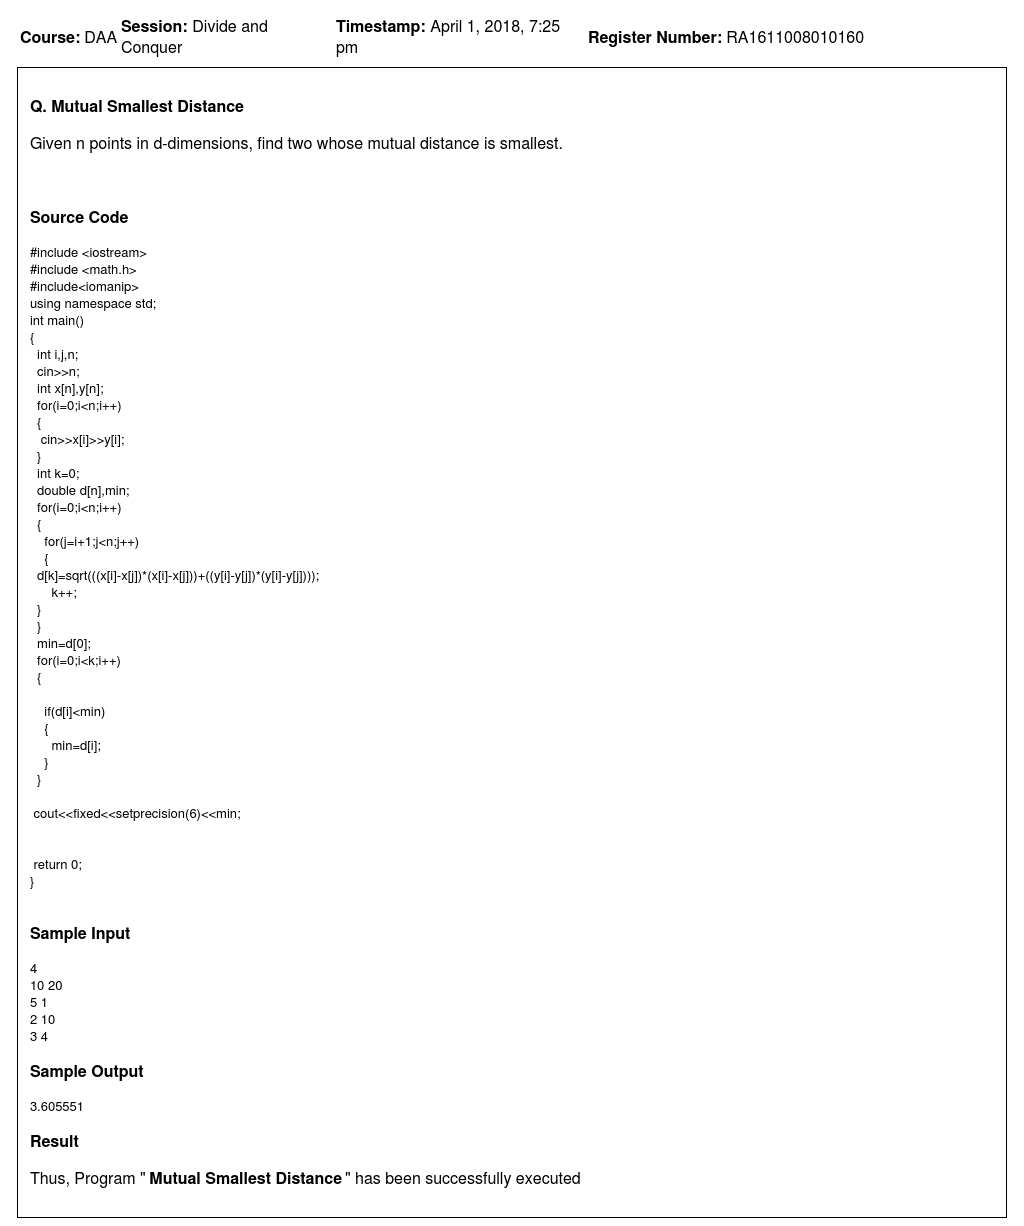 Course: DAA Session: Divide and Conquer Timestamp: April 1, 2018, 7:25 pm Register Number: RA1611008010160
Q. Mutual Smallest Distance
Given n points in d-dimensions, find two whose mutual distance is smallest.
Source Code
#include <iostream>
#include <math.h>
#include<iomanip>
using namespace std;
int main()
{
int i,j,n;
cin>>n;
int x[n],y[n];
for(i=0;i<n;i++)
{
cin>>x[i]>>y[i];
}
int k=0;
double d[n],min;
for(i=0;i<n;i++)
{
for(j=i+1;j<n;j++)
{
d[k]=sqrt(((x[i]-x[j])*(x[i]-x[j]))+((y[i]-y[j])*(y[i]-y[j])));
k++;
}
}
min=d[0];
for(i=0;i<k;i++)
{
if(d[i]<min)
{
min=d[i];
}
}
cout<<fixed<<setprecision(6)<<min;
return 0;
}
Sample Input
4
10 20
5 1
2 10
3 4
Sample Output
3.605551
Result
Thus, Program " Mutual Smallest Distance " has been successfully executed